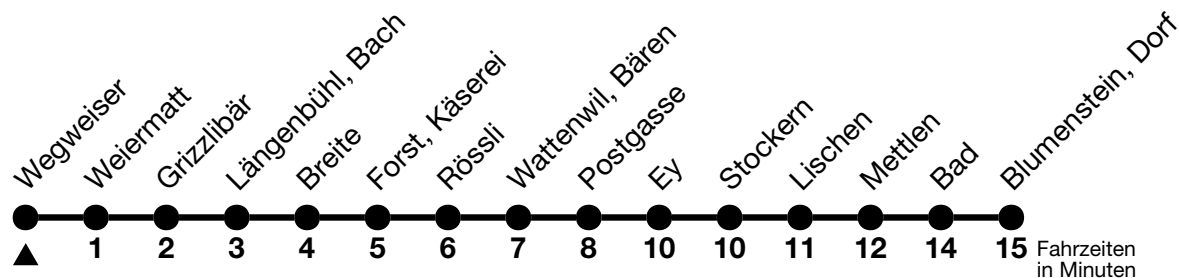 Wegweiser
Weiermatt
Grizzlibär
Längenbühl, Bach
Breite
Forst, Käserei
Rössli
Wattenwil, Bären
Postgasse
Ey
Stockern
Lischen
Mettlen
Bad
Blumenstein, Dorf
1 2 3 4 5 6 7 8 10 10 11 12 14 15 Fahrzeiten
in Minuten